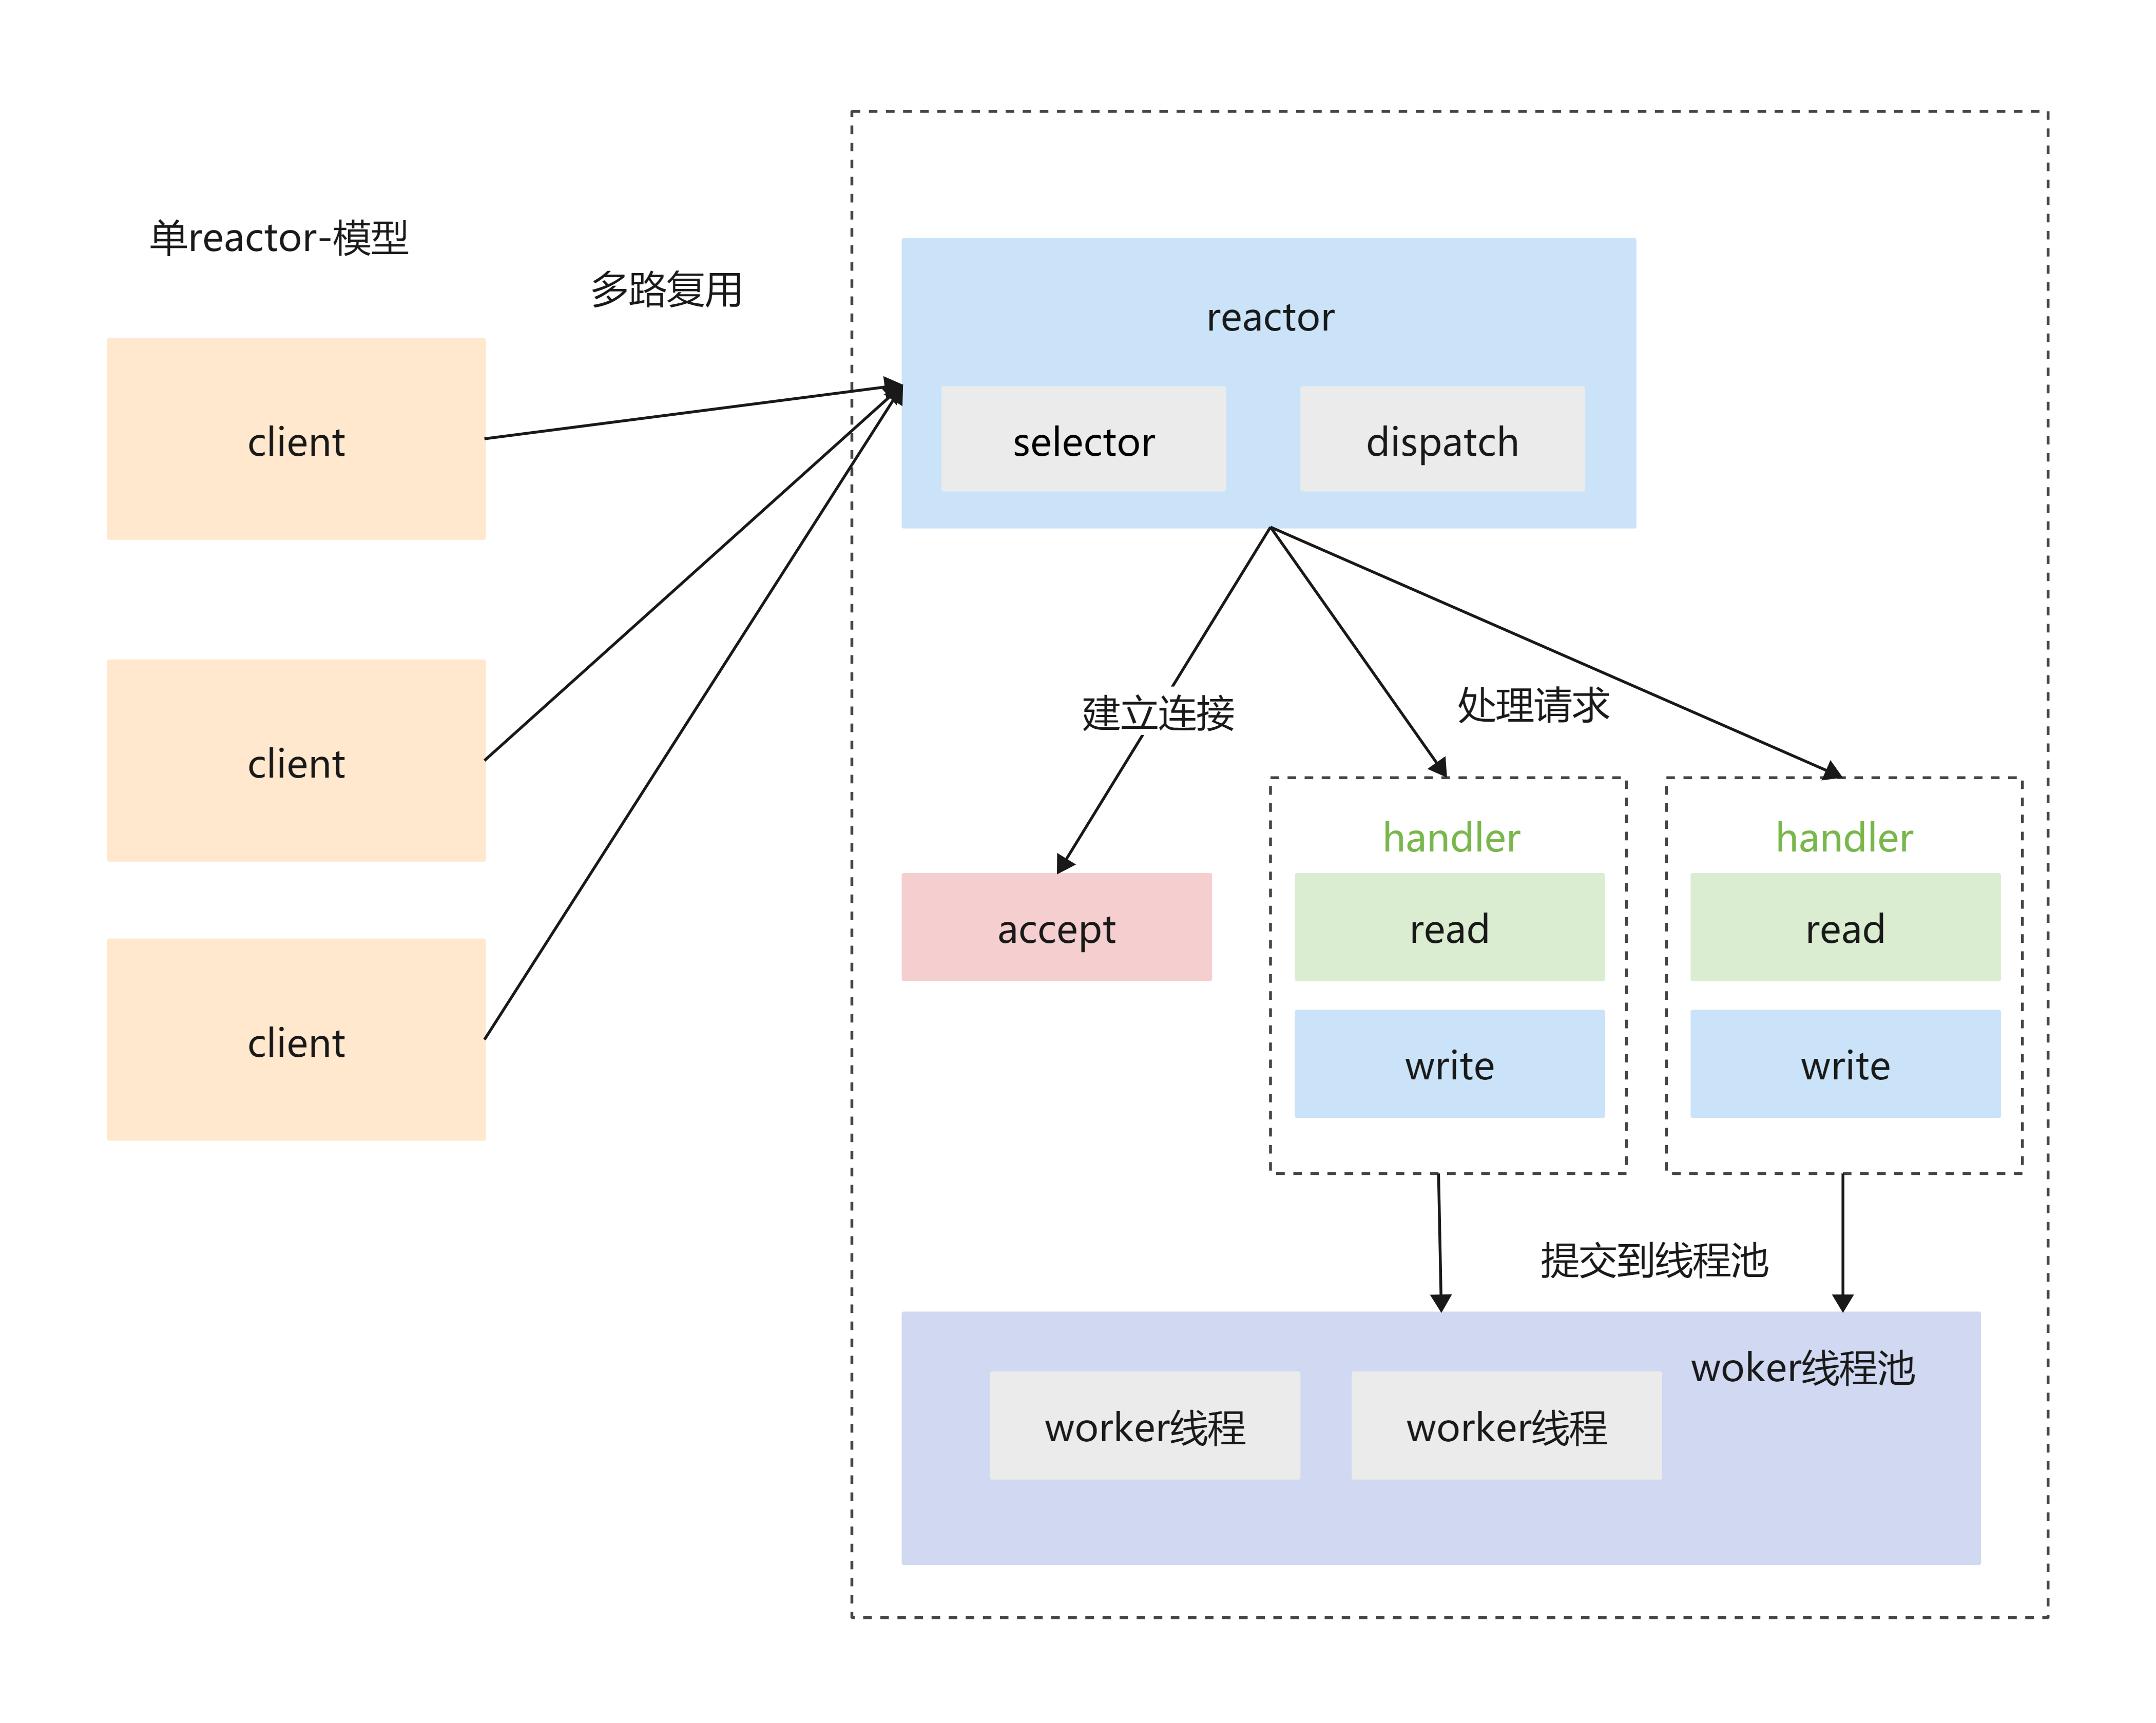 单reactor-模型
多路复用
client
client
client
reactor
selector
dispatch
建立连接
处理请求
accept
handler
read
write
handler
read
write
提交到线程池
woker线程池
worker线程
worker线程